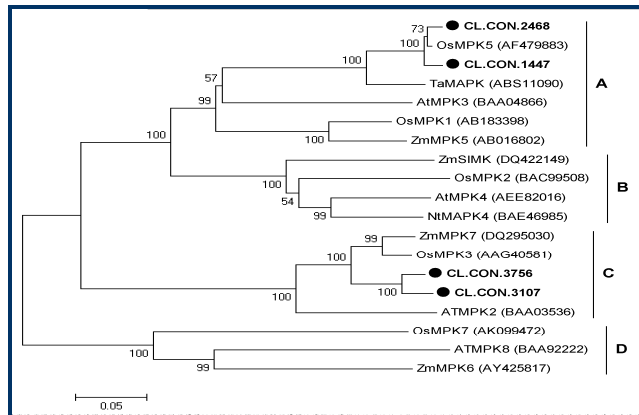 73
CL.CON.2468
100
OsMPK5 (AF479883)
100
CL.CON.1447
57
TaMAPK (ABS11090)
A
99
AtMPK3 (BAA04866)
100
OsMPK1 (AB183398)
100
ZmMPK5 (AB016802)
ZmSIMK (DQ422149)
100
OsMPK2 (BAC99508)
B
54
AtMPK4 (AEE82016)
99
NtMAPK4 (BAE46985)
99
ZmMPK7 (DQ295030)
100
OsMPK3 (AAG40581)
CL.CON.3756
C
100
CL.CON.3107
100
ATMPK2 (BAA03536)
OsMPK7 (AK099472)
100
ATMPK8 (BAA92222)
D
99
ZmMPK6 (AY425817)
0.05